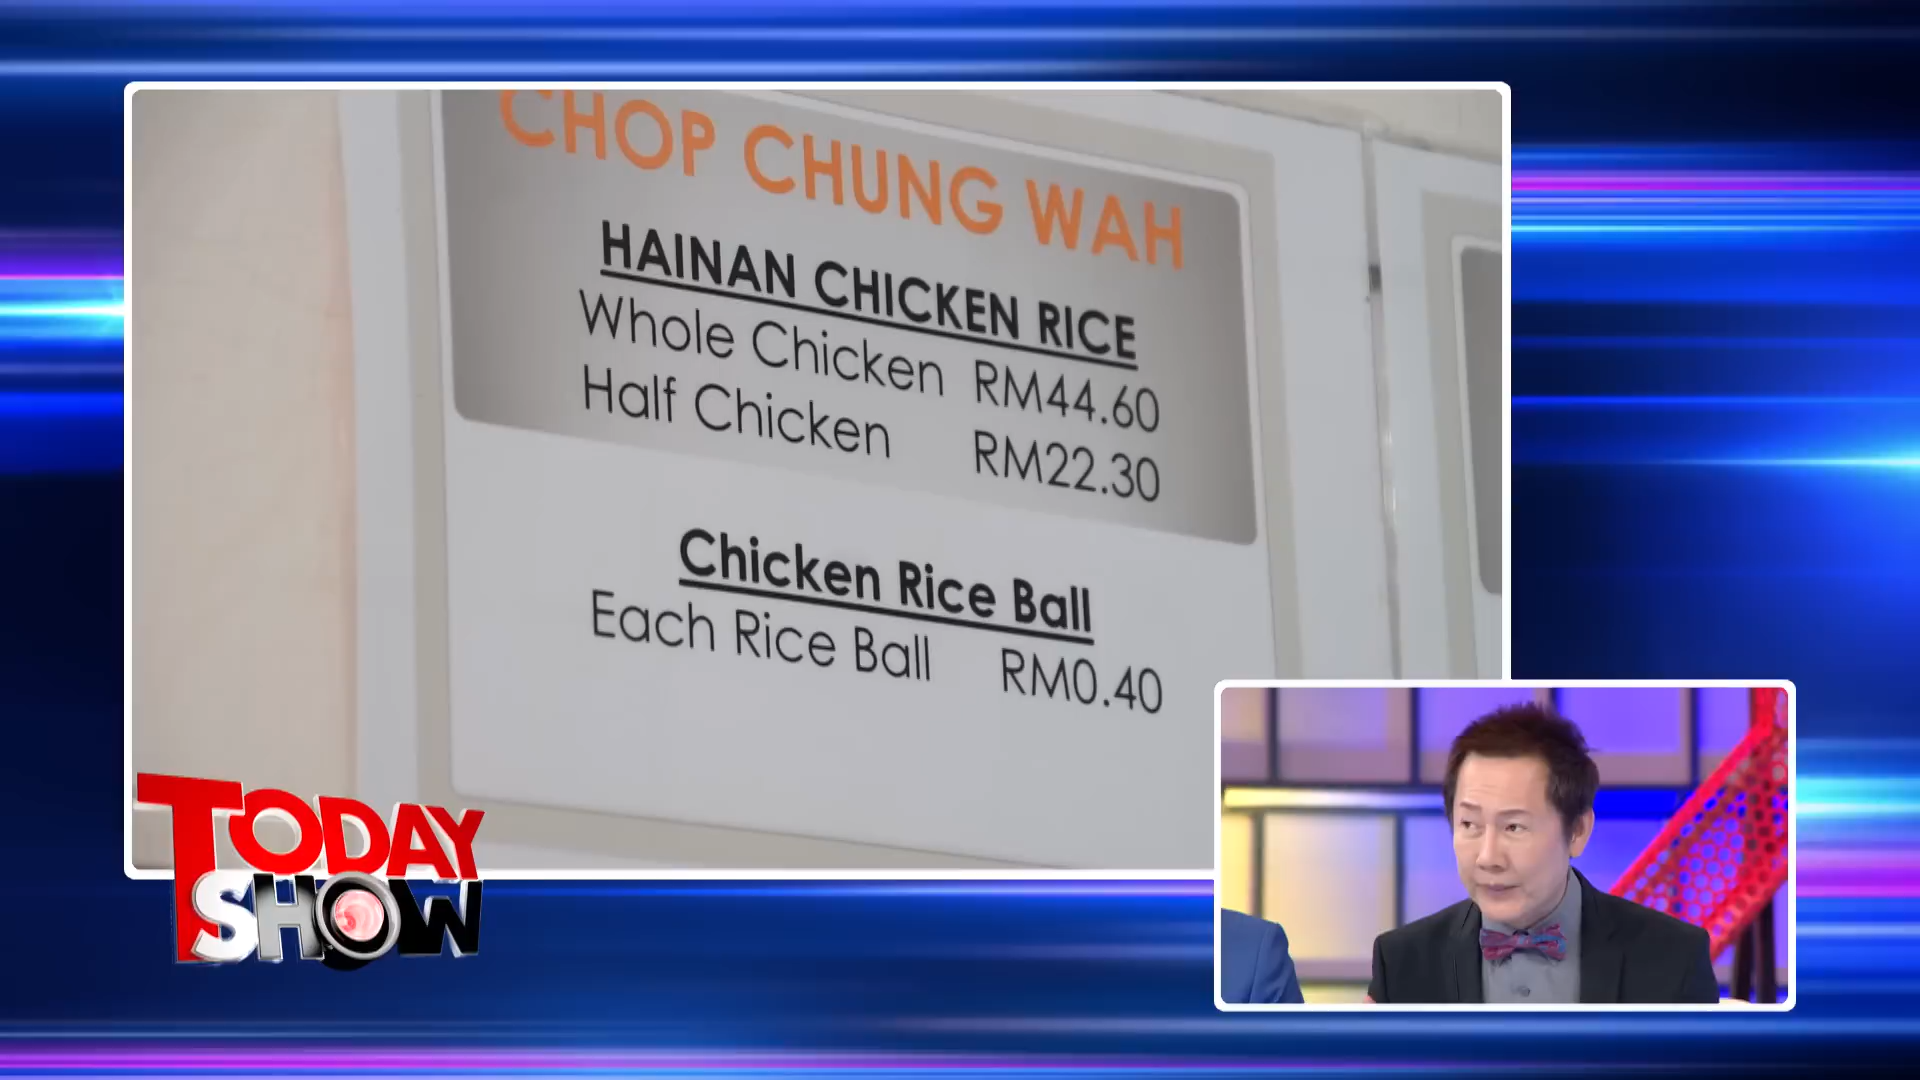 CHOP CHUNG WAH
HAINAN CHICKEN RICE
Whole Chicken RM44.60
Half Chicken RM22.30
Chicken Rice Ball
Each Rice Ball RM0.40
TODAY
SHOW